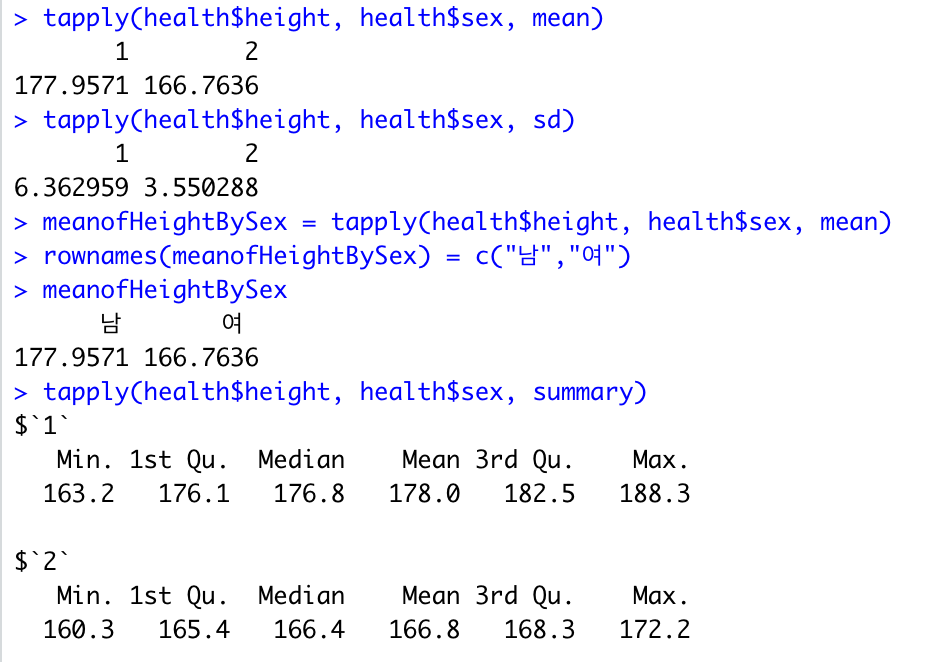 > tapply(health$height, health$sex, mean)
1 2
177.9571 166.7636
> tapply(health$height, health$sex, sd)
1 2
6.362959 3.550288
> meanofHeightBySex = tapply(health$height, health$sex, mean)
> rownames(meanofHeightBySex) = c("남","여")
> meanofHeightBySex
남 여
177.9571 166.7636
> tapply(health$height, health$sex, summary)
$`1`
Min. 1st Qu. Median Mean 3rd Qu. Max.
163.2 176.1 176.8 178.0 182.5 188.3
$`2`
Min. 1st Qu. Median Mean 3rd Qu. Max.
160.3 165.4 166.4 166.8 168.3 172.2